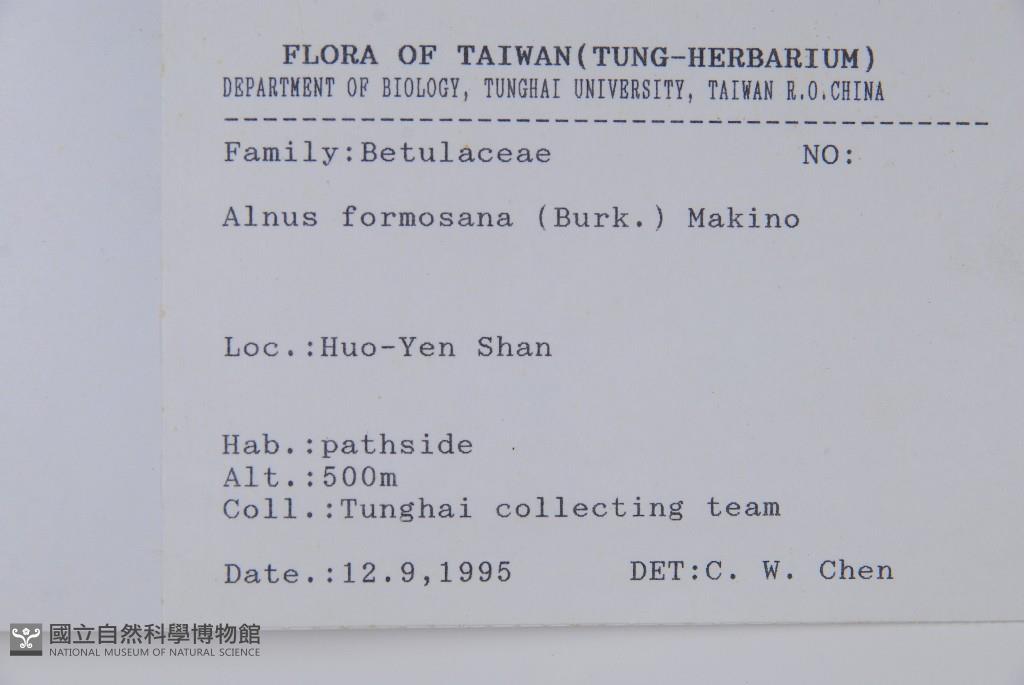 FLORA OF TAIWAN(TUNG-HERBARIUM)
DEPARTMENT OF BIOLOGY, TUNGHAI UNIVERSITY, TAIWAN R.O.CHINA
Family:Betulaceae NO:
Alnus formosana (Burk.) Makino
Loc.:Huo-Yen Shan
Hab.:pathside
Alt.:500m
Coll.:Tunghai collecting team
Date.:12.9,1995 DET:C. W. Chen
國立自然科學博物館
NATIONAL MUSEUM OF NATURAL SCIENCE